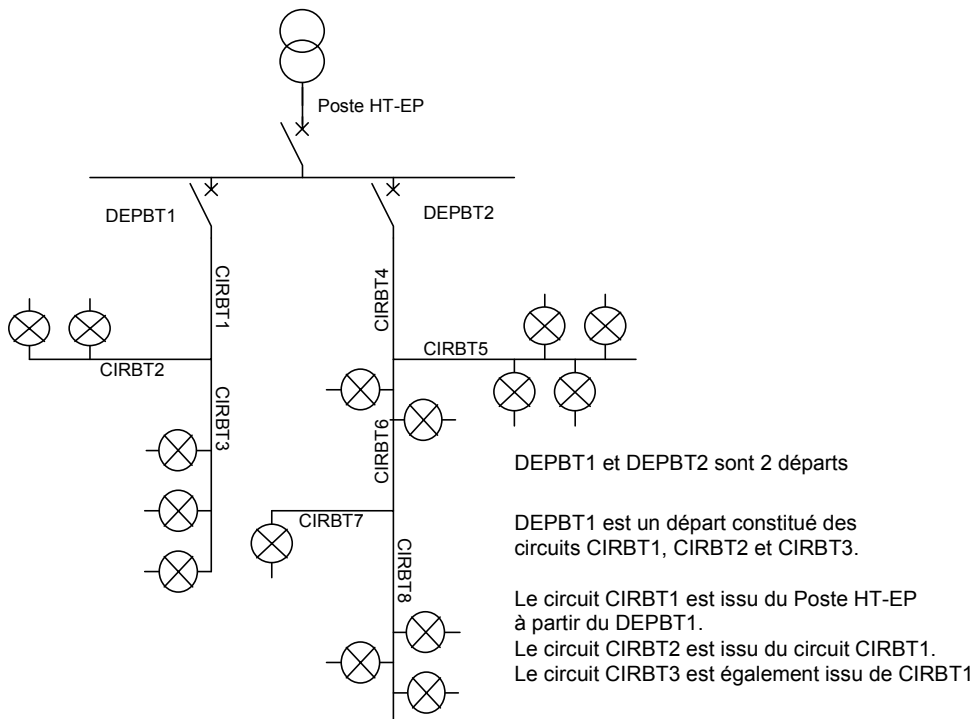 Poste HT-EP
DEPBT1
DEPBT2
CIRBT1
CIRBT4
CIRBT2
CIRBT5
CIRBT3
CIRBT6
CIRBT7
CIRBT8
DEPBT1 et DEPBT2 sont 2 départs
DEPBT1 est un départ constitué des
circuits CIRBT1, CIRBT2 et CIRBT3.
Le circuit CIRBT1 est issu du Poste HT-EP
à partir du DEPBT1.
Le circuit CIRBT2 est issu du circuit CIRBT1.
Le circuit CIRBT3 est également issu de CIRBT1